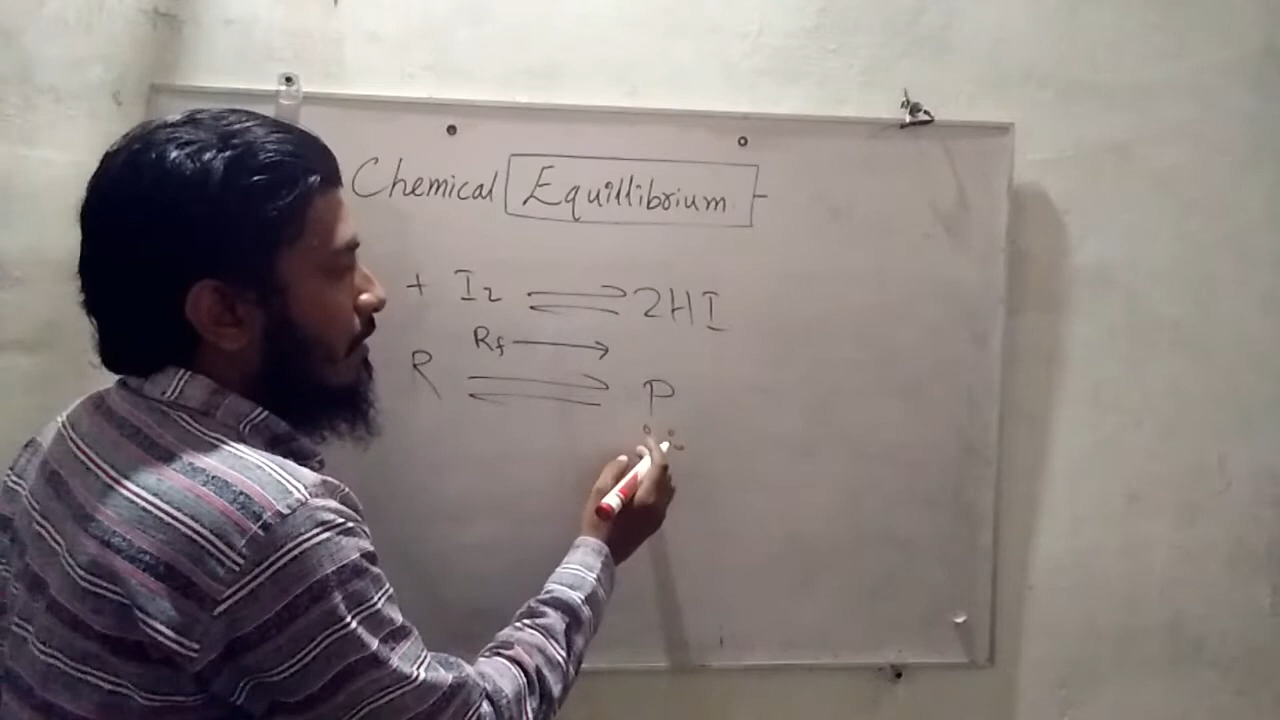 Chemical Equillibrium
+ I₂ ⇌ 2HI
Rf →
R ⇌ P